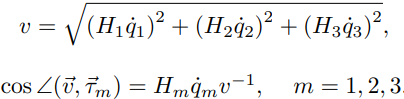 v = √((H₁q̇₁)² + (H₂q̇₂)² + (H₃q̇₃)²),
cos ∠(v⃗, τ⃗ₘ) = Hₘq̇ₘv⁻¹, m = 1, 2, 3.